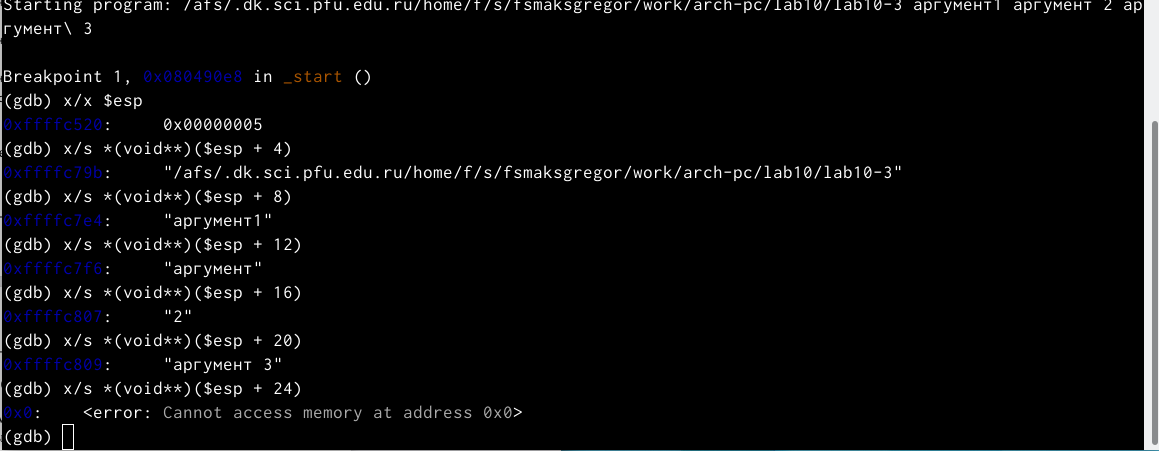 Starting program: /afs/.dk.sci.pfu.edu.ru/home/f/s/fsmaksgregor/work/arch-pc/lab10/lab10-3 аргумент1 аргумент 2 ар
гумент\ 3
Breakpoint 1, 0x080490e8 in _start ()
(gdb) x/x $esp
0xffffc520:     0x00000005
(gdb) x/s *(void**)($esp + 4)
0xffffc79b:     "/afs/.dk.sci.pfu.edu.ru/home/f/s/fsmaksgregor/work/arch-pc/lab10/lab10-3"
(gdb) x/s *(void**)($esp + 8)
0xffffc7e4:     "аргумент1"
(gdb) x/s *(void**)($esp + 12)
0xffffc7f6:     "аргумент"
(gdb) x/s *(void**)($esp + 16)
0xffffc807:     "2"
(gdb) x/s *(void**)($esp + 20)
0xffffc809:     "аргумент 3"
(gdb) x/s *(void**)($esp + 24)
0x0:    <error: Cannot access memory at address 0x0>
(gdb)